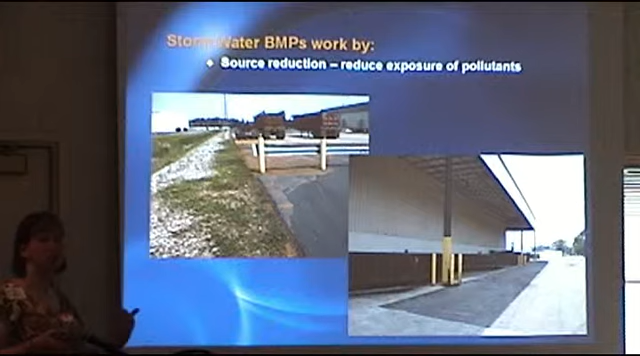 Storm Water BMPs work by:
Source reduction – reduce exposure of pollutants